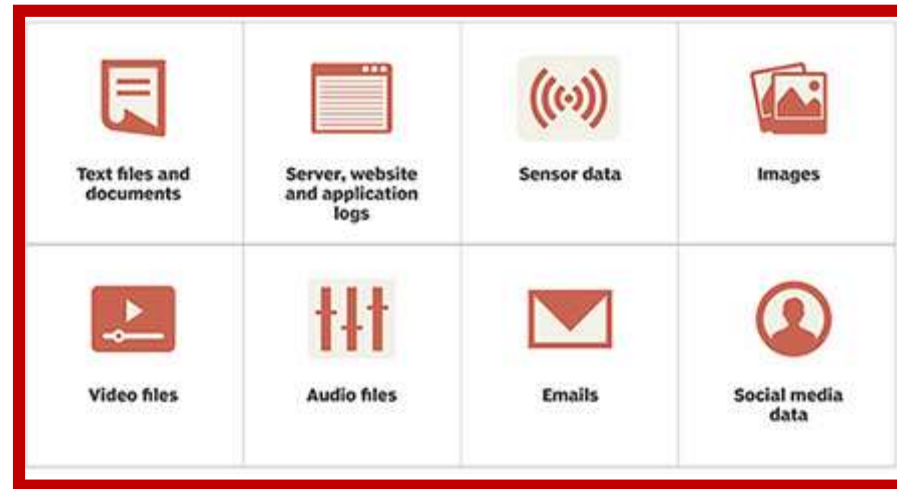 Text files and
documents
Server, website
and application
logs
Sensor data
Images
Video files
Audio files
Emails
Social media
data